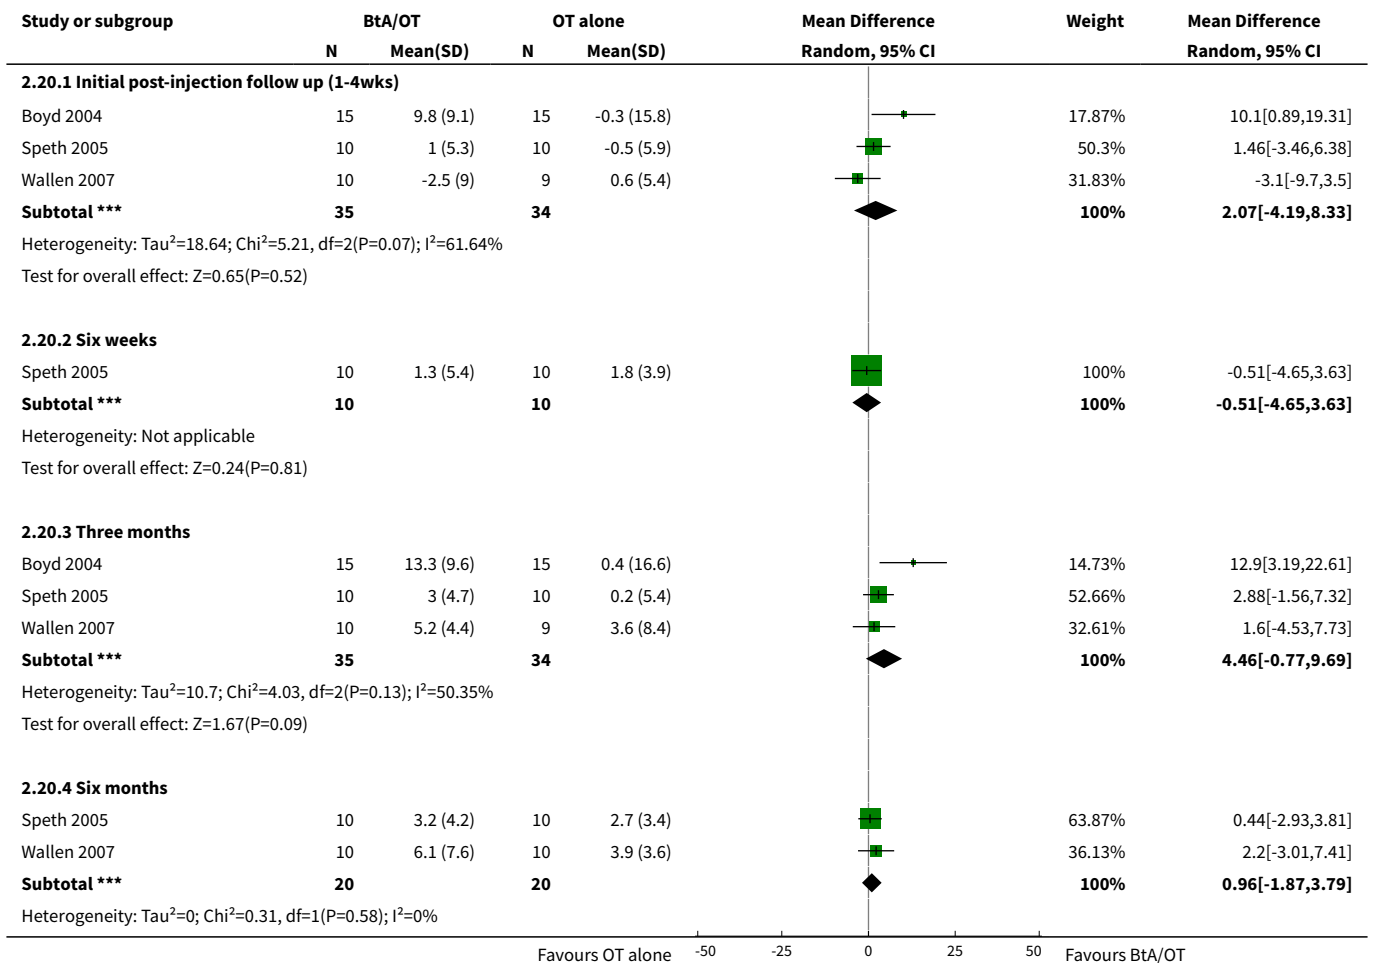 Study or subgroup BtA/OT OT alone Mean Difference Weight Mean Difference
N Mean(SD) N Mean(SD) Random, 95% CI Random, 95% CI
2.20.1 Initial post-injection follow up (1-4wks)
Boyd 2004 15 9.8 (9.1) 15 -0.3 (15.8) 17.87% 10.1[0.89,19.31]
Speth 2005 10 1 (5.3) 10 -0.5 (5.9) 50.3% 1.46[-3.46,6.38]
Wallen 2007 10 -2.5 (9) 9 0.6 (5.4) 31.83% -3.1[-9.7,3.5]
Subtotal *** 35 34 100% 2.07[-4.19,8.33]
Heterogeneity: Tau²=18.64; Chi²=5.21, df=2(P=0.07); I²=61.64%
Test for overall effect: Z=0.65(P=0.52)
2.20.2 Six weeks
Speth 2005 10 1.3 (5.4) 10 1.8 (3.9) 100% -0.51[-4.65,3.63]
Subtotal *** 10 10 100% -0.51[-4.65,3.63]
Heterogeneity: Not applicable
Test for overall effect: Z=0.24(P=0.81)
2.20.3 Three months
Boyd 2004 15 13.3 (9.6) 15 0.4 (16.6) 14.73% 12.9[3.19,22.61]
Speth 2005 10 3 (4.7) 10 0.2 (5.4) 52.66% 2.88[-1.56,7.32]
Wallen 2007 10 5.2 (4.4) 9 3.6 (8.4) 32.61% 1.6[-4.53,7.73]
Subtotal *** 35 34 100% 4.46[-0.77,9.69]
Heterogeneity: Tau²=10.7; Chi²=4.03, df=2(P=0.13); I²=50.35%
Test for overall effect: Z=1.67(P=0.09)
2.20.4 Six months
Speth 2005 10 3.2 (4.2) 10 2.7 (3.4) 63.87% 0.44[-2.93,3.81]
Wallen 2007 10 6.1 (7.6) 10 3.9 (3.6) 36.13% 2.2[-3.01,7.41]
Subtotal *** 20 20 100% 0.96[-1.87,3.79]
Heterogeneity: Tau²=0; Chi²=0.31, df=1(P=0.58); I²=0%
Favours OT alone -50 -25 0 25 50 Favours BtA/OT